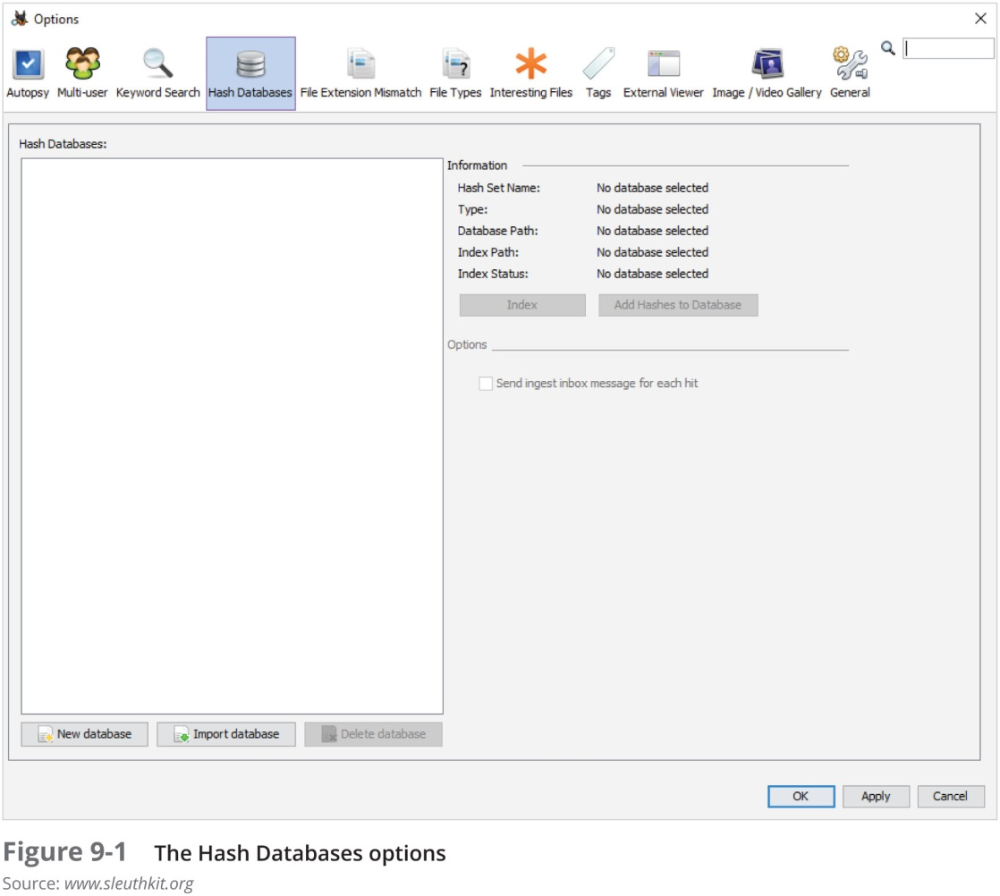 Options
Autopsy Multi-user Keyword Search Hash Databases File Extension Mismatch File Types Interesting Files Tags External Viewer Image / Video Gallery General
Hash Databases:
Information
Hash Set Name: No database selected
Type: No database selected
Database Path: No database selected
Index Path: No database selected
Index Status: No database selected
Index Add Hashes to Database
Options
Send ingest inbox message for each hit
New database Import database Delete database
OK Apply Cancel
Figure 9-1 The Hash Databases options
Source: www.sleuthkit.org